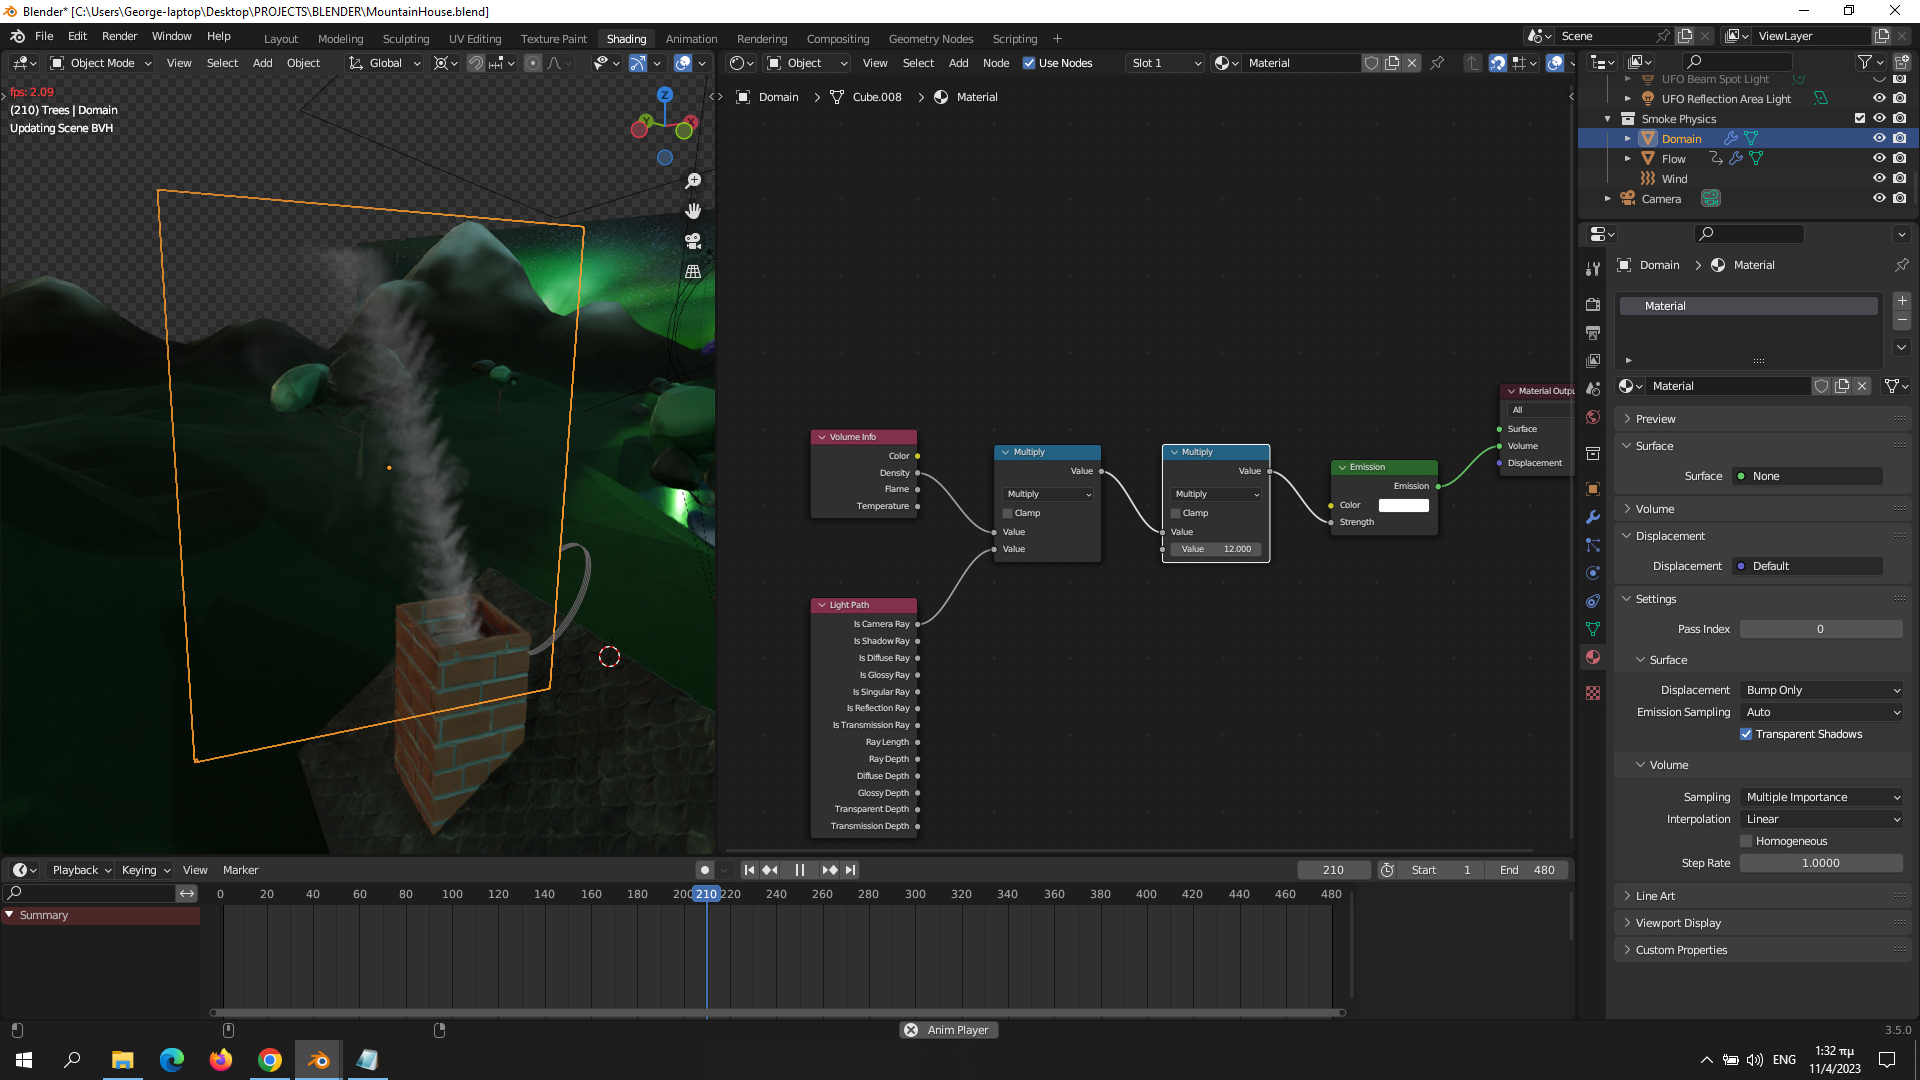 Blender* [C:\Users\George-laptop\Desktop\PROJECTS\BLENDER\MountainHouse.blend]
File Edit Render Window Help Layout Modeling Sculpting UV Editing Texture Paint Shading Animation Rendering Compositing Geometry Nodes Scripting +
Scene
ViewLayer
Object Mode View Select Add Object Global
Object View Select Add Node Use Nodes Slot 1 Material
fps: 2.09
(210) Trees | Domain
Updating Scene BVH
Z
Y
X
Domain > Cube.008 > Material
Volume Info
Color
Density
Flame
Temperature
Multiply
Value
Multiply
Clamp
Value
Value
Multiply
Value
Multiply
Clamp
Value
Value 12.000
Emission
Emission
Color
Strength
Material Outpu
All
Surface
Volume
Displacement
Light Path
Is Camera Ray
Is Shadow Ray
Is Diffuse Ray
Is Glossy Ray
Is Singular Ray
Is Reflection Ray
Is Transmission Ray
Ray Length
Ray Depth
Diffuse Depth
Glossy Depth
Transparent Depth
Transmission Depth
UFO Beam Spot Light
UFO Reflection Area Light
Smoke Physics
Domain
Flow
Wind
Camera
Domain > Material
Material
Material
Preview
Surface
Surface None
Volume
Displacement
Displacement Default
Settings
Pass Index 0
Surface
Displacement Bump Only
Emission Sampling Auto
Transparent Shadows
Volume
Sampling Multiple Importance
Interpolation Linear
Homogeneous
Step Rate 1.0000
Line Art
Viewport Display
Custom Properties
Playback Keying View Marker
210 Start 1 End 480
0 20 40 60 80 100 120 140 160 180 200 210 220 240 260 280 300 320 340 360 380 400 420 440 460 480
Summary
Anim Player
3.5.0
ENG
1:32 πμ
11/4/2023